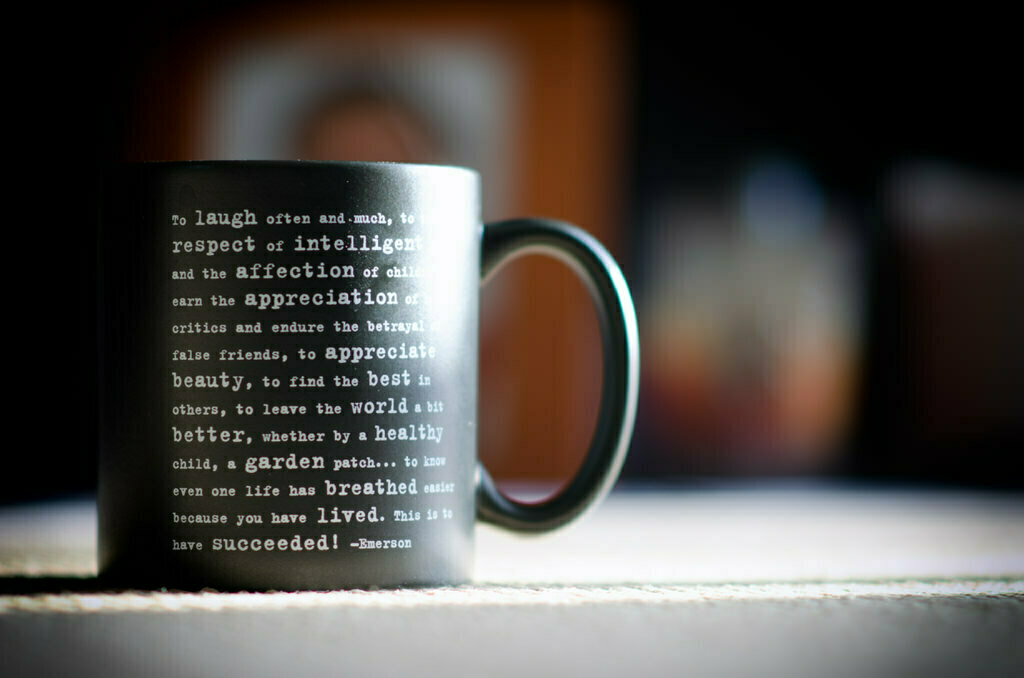 To laugh often and much, to
respect of intelligent
and the affection of
earn the appreciation of
critics and endure the betrayal
false friends, to appreciate
beauty, to find the best in
others, to leave the world a bit
better, whether by a healthy
child, a garden patch... to know
even one life has breathed easier
because you have lived. This is to
have succeeded! —Emerson